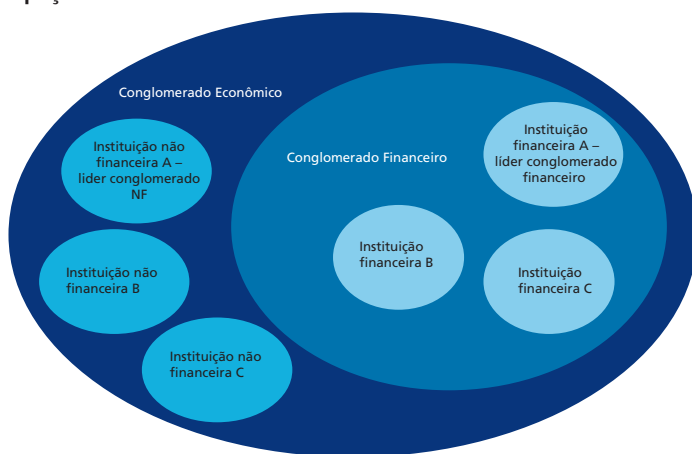 Conglomerado Econômico
Instituição não
financeira A –
líder conglomerado
NF
Conglomerado Financeiro
Instituição
financeira A –
líder conglomerado
financeiro
Instituição não
financeira B
Instituição
financeira B
Instituição
financeira C
Instituição não
financeira C